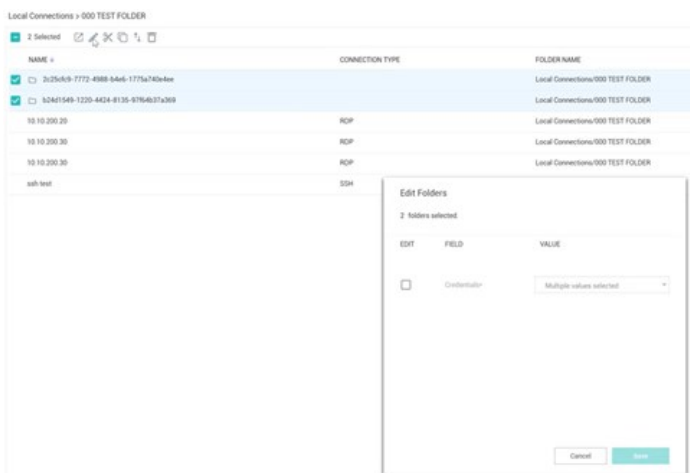 Local Connections > 000 TEST FOLDER
2 Selected
NAME CONNECTION TYPE FOLDER NAME
2c25cfc9-7772-4988-b4e6-1775a740e4ee Local Connections/000 TEST FOLDER
b24d1549-1220-4424-8135-97f64b37a369 Local Connections/000 TEST FOLDER
10.10.200.20 RDP Local Connections/000 TEST FOLDER
10.10.200.30 RDP Local Connections/000 TEST FOLDER
10.10.200.30 RDP Local Connections/000 TEST FOLDER
ssh test SSH
Edit Folders
2 folders selected.
EDIT FIELD VALUE
Credentials* Multiple values selected
Cancel Save